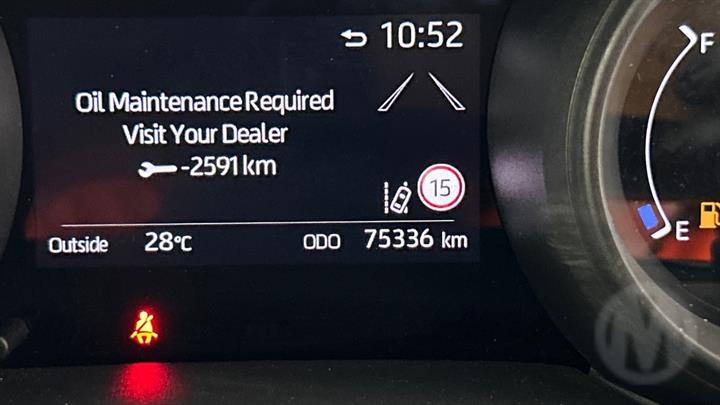 10:52
Oil Maintenance Required
Visit Your Dealer
-2591 km
15
Outside 28°C ODO 75336 km
F
E
M